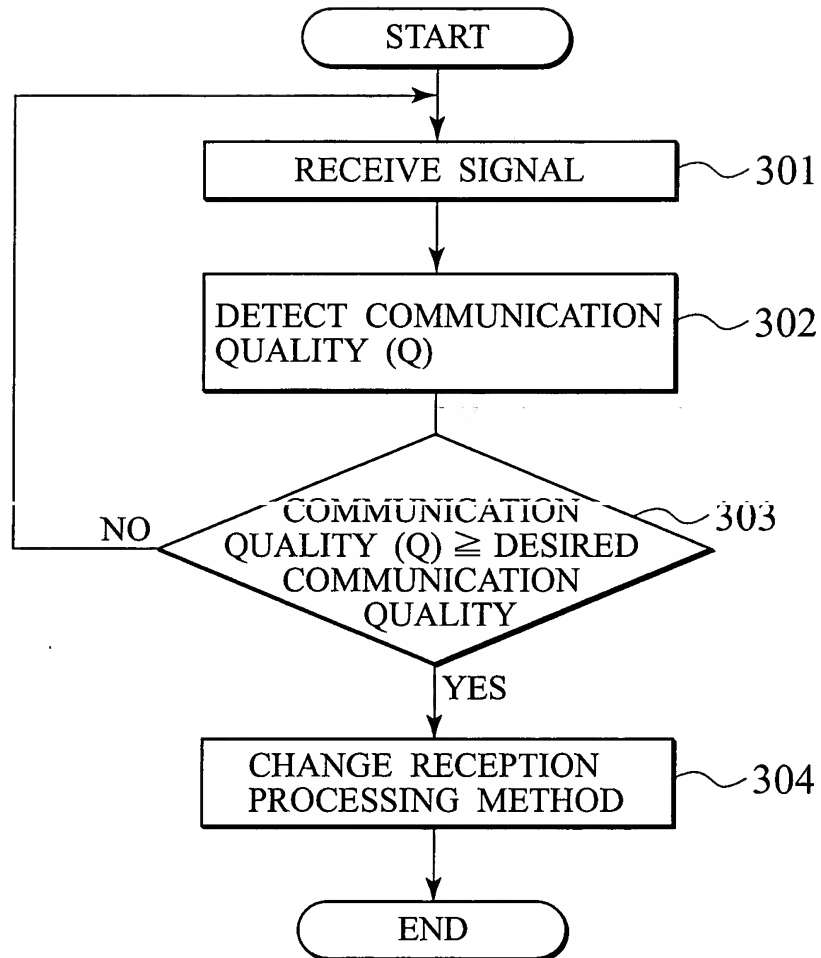 START
RECEIVE SIGNAL
301
DETECT COMMUNICATION
QUALITY (Q)
302
COMMUNICATION
QUALITY (Q) ≧ DESIRED
COMMUNICATION
QUALITY
303
NO
YES
CHANGE RECEPTION
PROCESSING METHOD
304
END